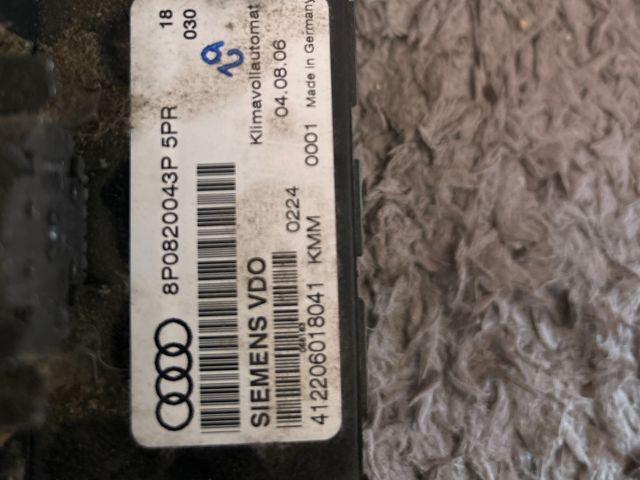 8P0820043P 5PR 18
030
SIEMENS VDO Klimavollautomat
0224 04.08.06
412206018041 KMM 0001 Made in Germany